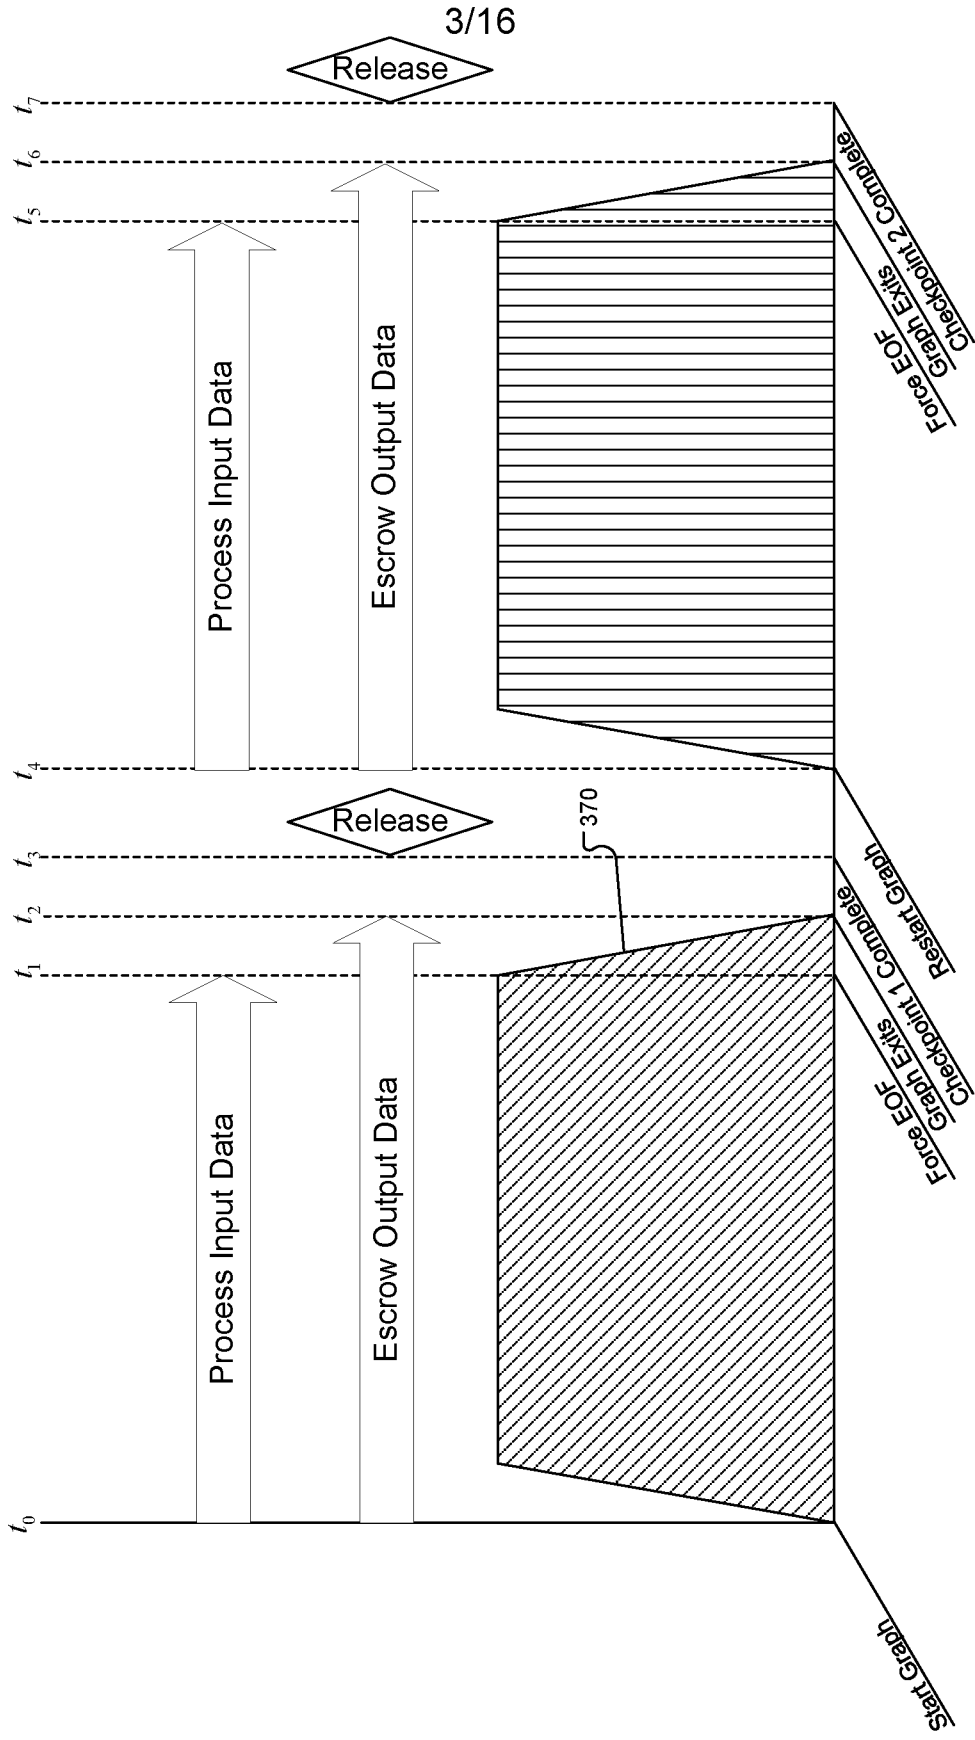 3/16
t0
t1
t2
t3
t4
t5
t6
t7
Process Input Data
Process Input Data
Escrow Output Data
Release
Escrow Output Data
Release
370
Start Graph
Force EOF
Graph Exits
Checkpoint 1 Complete
Restart Graph
Force EOF
Graph Exits
Checkpoint 2 Complete